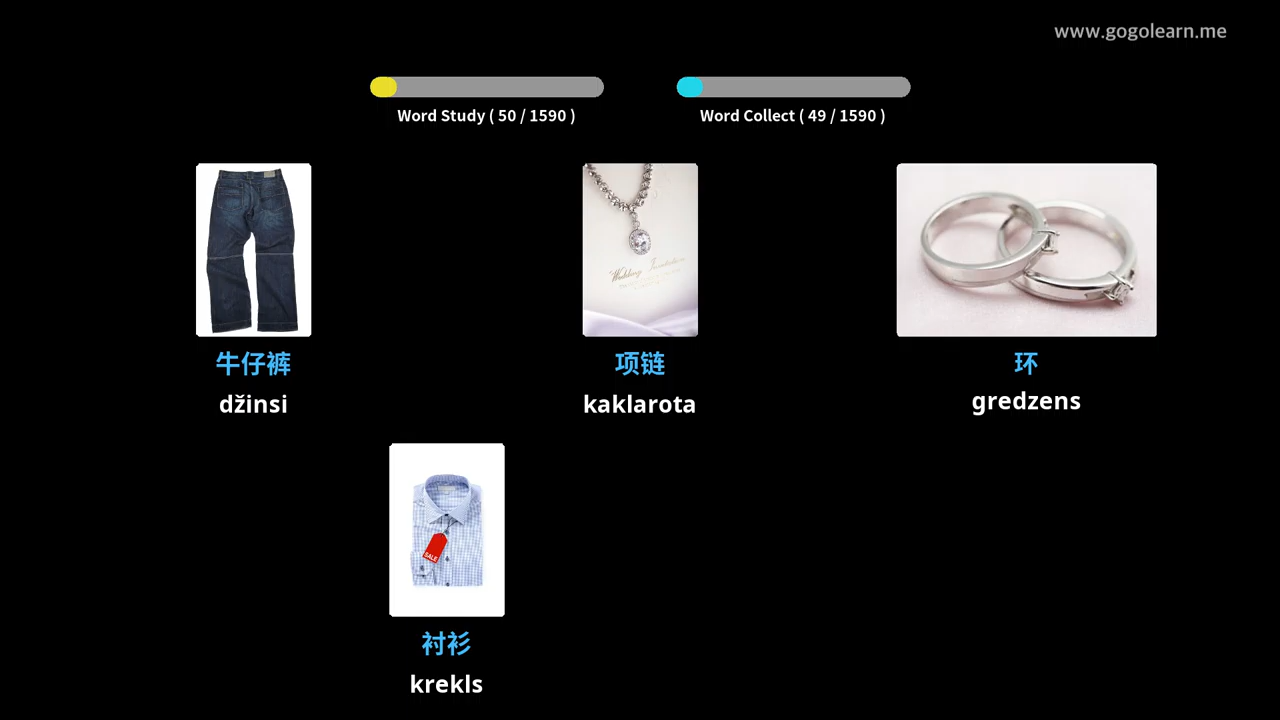 www.gogolearn.me
Word Study ( 50 / 1590 )
Word Collect ( 49 / 1590 )
牛仔裤
džinsi
项链
kaklarota
环
gredzens
SALE
衬衫
krekls